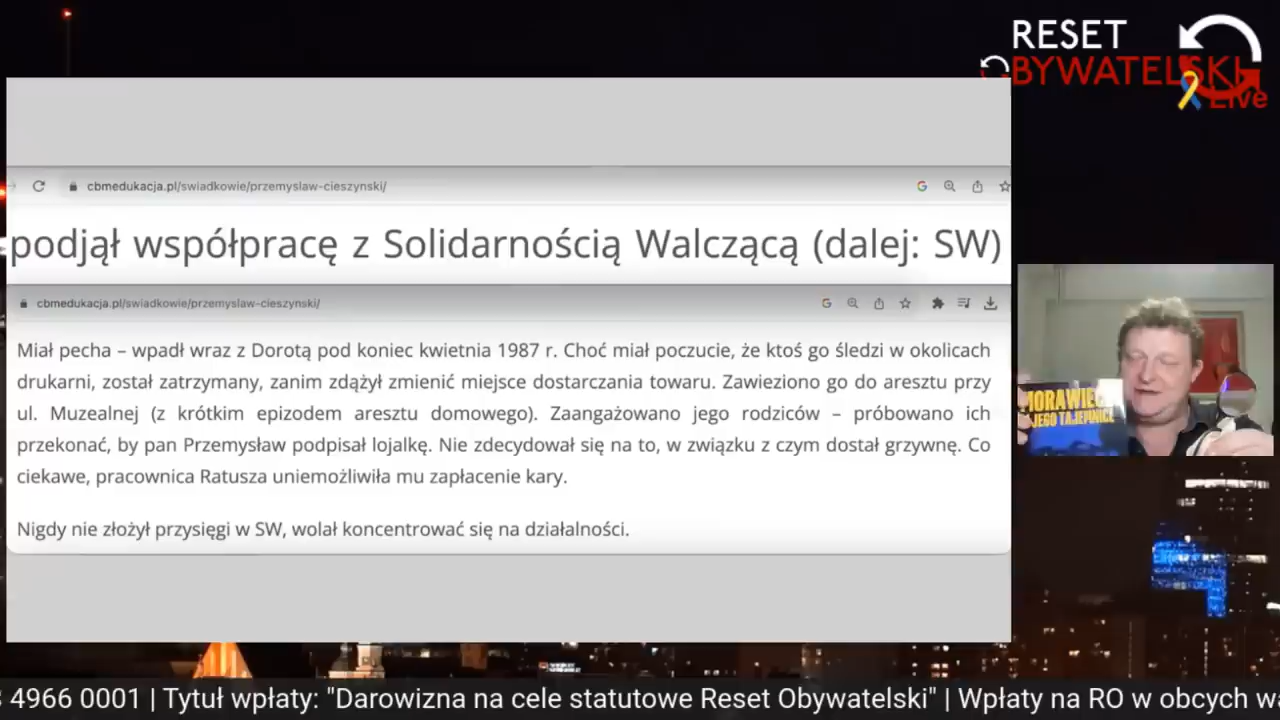 RESET
OBYWATELSKI
Live
cbmedukacja.pl/swiadkowie/przemyslaw-cieszynski/
podjął współpracę z Solidarnością Walczącą (dalej: SW)
cbmedukacja.pl/swiadkowie/przemyslaw-cieszynski/
Miał pecha – wpadł wraz z Dorotą pod koniec kwietnia 1987 r. Choć miał poczucie, że ktoś go śledzi w okolicach
drukarni, został zatrzymany, zanim zdążył zmienić miejsce dostarczania towaru. Zawieziono go do aresztu przy
ul. Muzealnej (z krótkim epizodem aresztu domowego). Zaangażowano jego rodziców – próbowano ich
przekonać, by pan Przemysław podpisał lojalkę. Nie zdecydował się na to, w związku z czym dostał grzywnę. Co
ciekawe, pracownica Ratusza uniemożliwiła mu zapłacenie kary.
Nigdy nie złożył przysięgi w SW, wolał koncentrować się na działalności.
JEGO TAJEMNICE
4966 0001 | Tytuł wpłaty: "Darowizna na cele statutowe Reset Obywatelski" | Wpłaty na RO w obcych